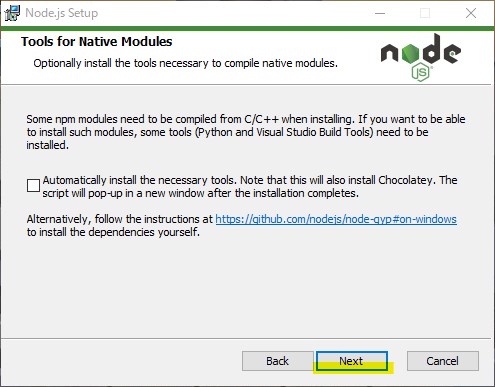 Node.js Setup
Tools for Native Modules
Optionally install the tools necessary to compile native modules.
node
JS
Some npm modules need to be compiled from C/C++ when installing. If you want to be able
to install such modules, some tools (Python and Visual Studio Build Tools) need to be
installed.
Automatically install the necessary tools. Note that this will also install Chocolatey. The
script will pop-up in a new window after the installation completes.
Alternatively, follow the instructions at https://github.com/nodejs/node-gyp#on-windows
to install the dependencies yourself.
Back
Next
Cancel